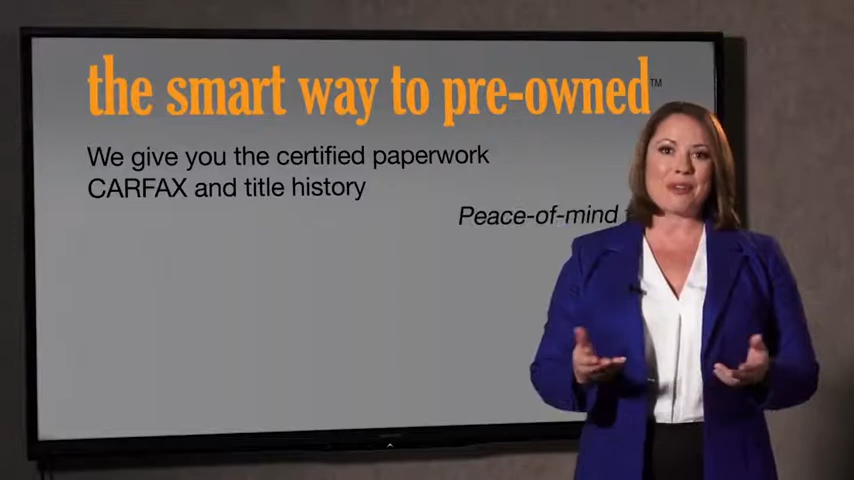 the smart way to pre-owned™
We give you the certified paperwork
CARFAX and title history
Peace-of-mind